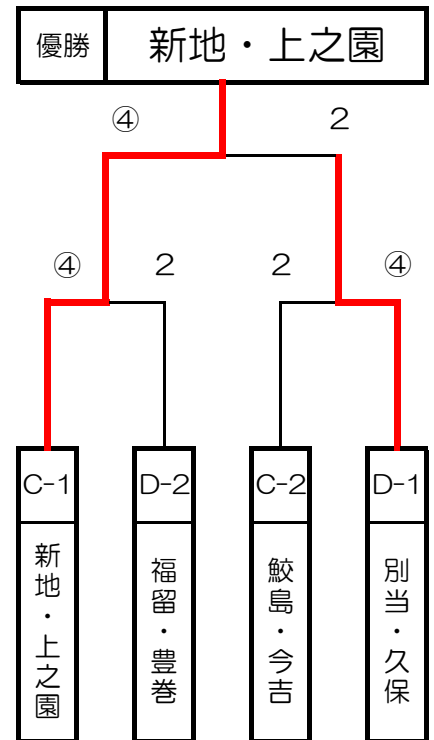 優勝 新地・上之園
④ 2
④ 2 2 ④
C-1 D-2 C-2 D-1
新地・上之園
福留・豊巻
鮫島・今吉
別当・久保